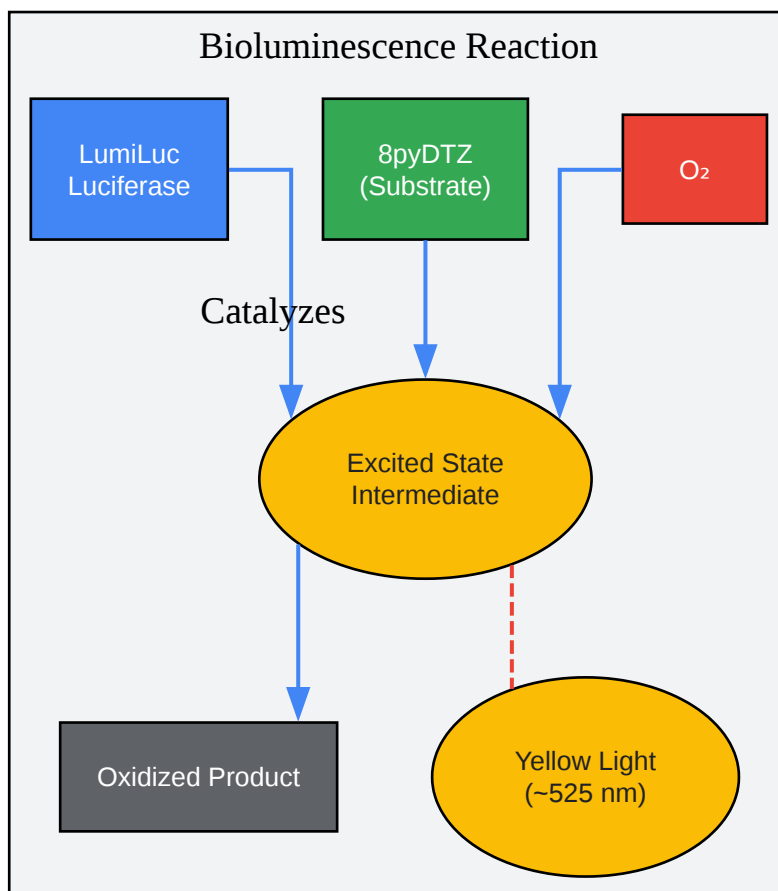 Bioluminescence Reaction
LumiLuc
Luciferase
8pyDTZ
(Substrate)
O₂
Catalyzes
Excited State
Intermediate
Oxidized Product
Yellow Light
(~525 nm)